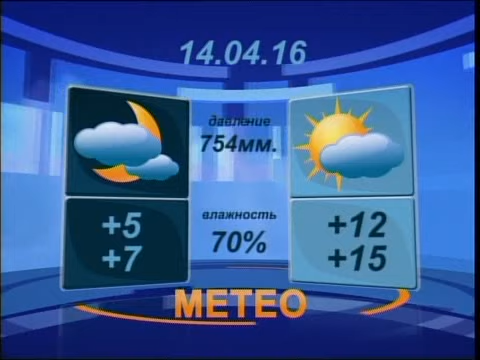 14.04.16
давление
754мм.
+5
+7
влажность
70%
+12
+15
МЕТЕО